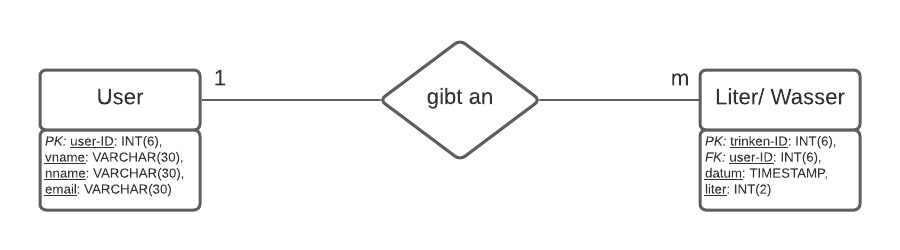 User
1
gibt an
m
Liter/ Wasser
PK: user-ID: INT(6),
vname: VARCHAR(30),
nname: VARCHAR(30),
email: VARCHAR(30)
PK: trinken-ID: INT(6),
FK: user-ID: INT(6),
datum: TIMESTAMP,
liter: INT(2)